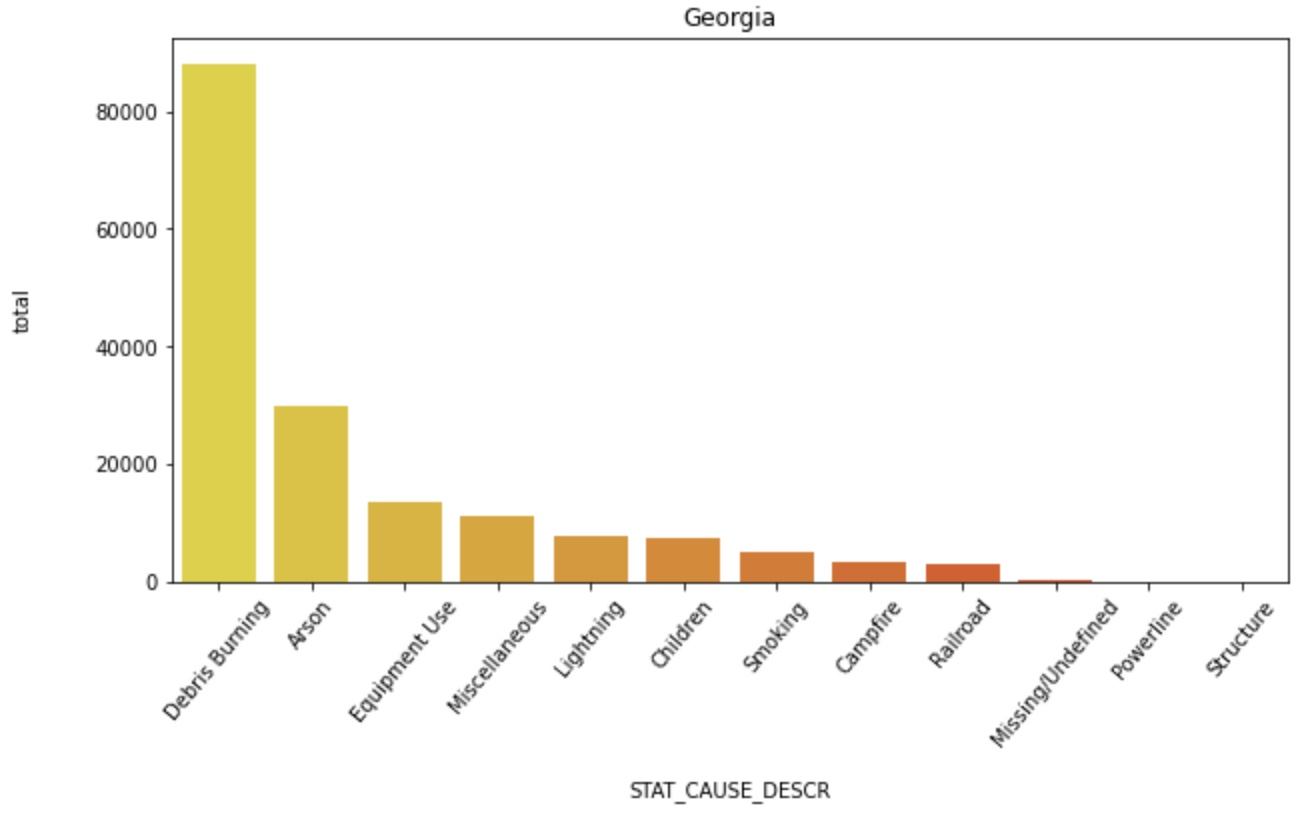 Georgia
total
80000
60000
40000
20000
0
Debris Burning
Arson
Equipment Use
Miscellaneous
Lightning
Children
Smoking
Campfire
Railroad
Missing/Undefined
Powerline
Structure
STAT_CAUSE_DESCR